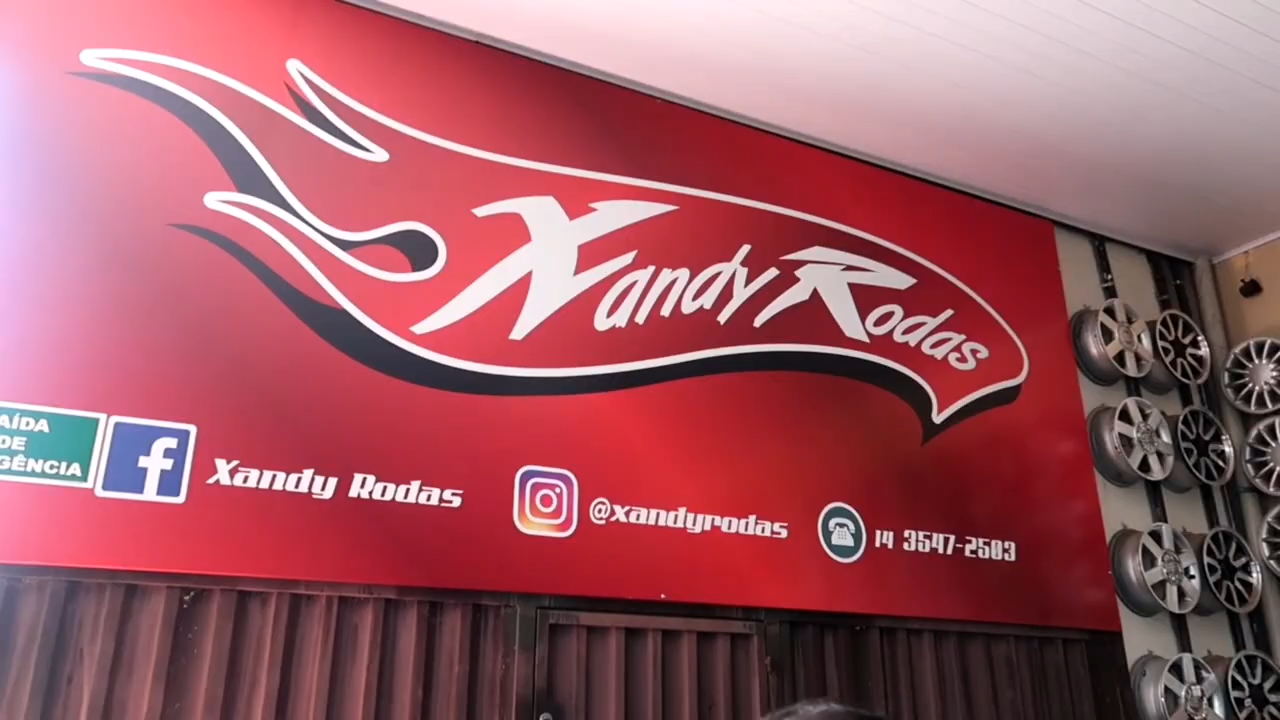 Xandy Rodas
AÍDA
DE
GÊNCIA
Xandy Rodas
@xandyrodas
14 3547-2503